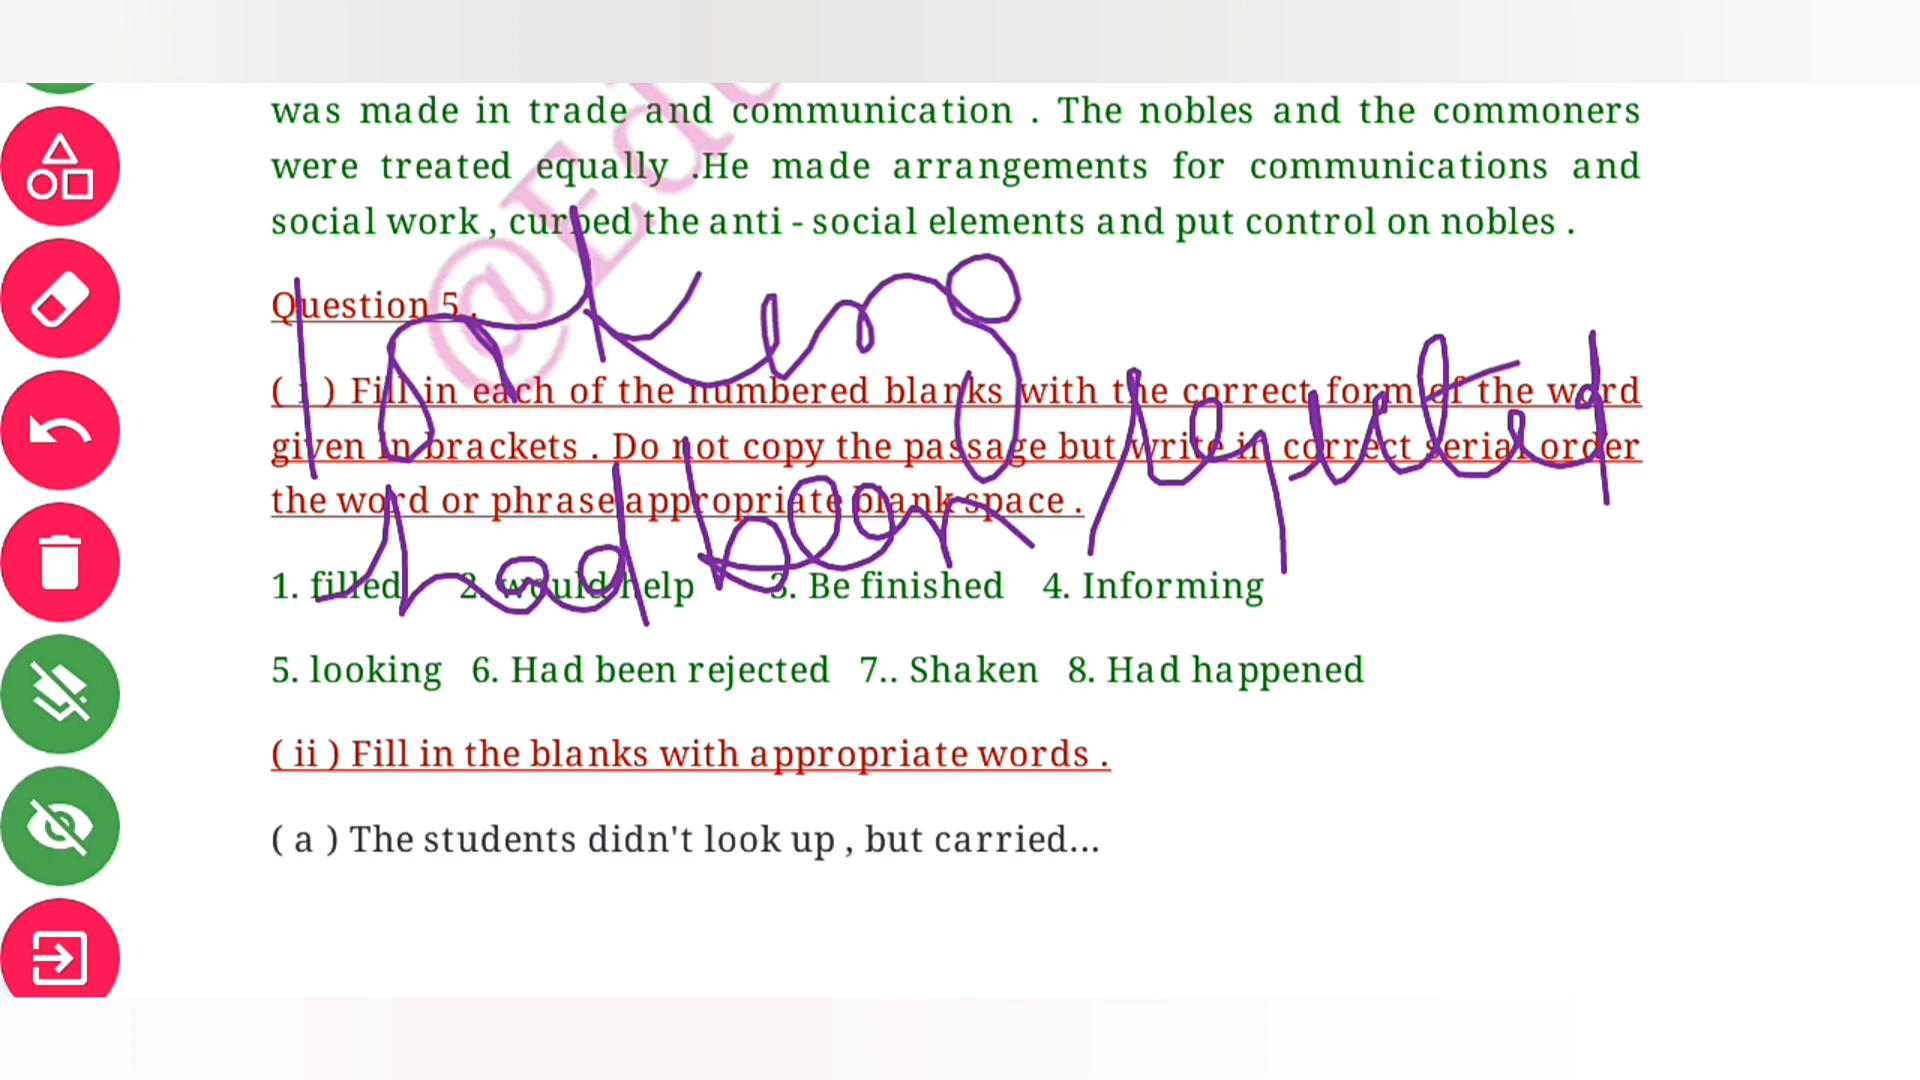 was made in trade and communication . The nobles and the commoners
were treated equally .He made arrangements for communications and
social work , curbed the anti - social elements and put control on nobles .
@Edu
Question 5 .
( i ) Fill in each of the numbered blanks with the correct form of the word
given in brackets . Do not copy the passage but write in correct serial order
the word or phrase appropriate blank space .
had been
1. filled 2. would help 3. Be finished 4. Informing
5. looking 6. Had been rejected 7.. Shaken 8. Had happened
( ii ) Fill in the blanks with appropriate words .
( a ) The students didn't look up , but carried...